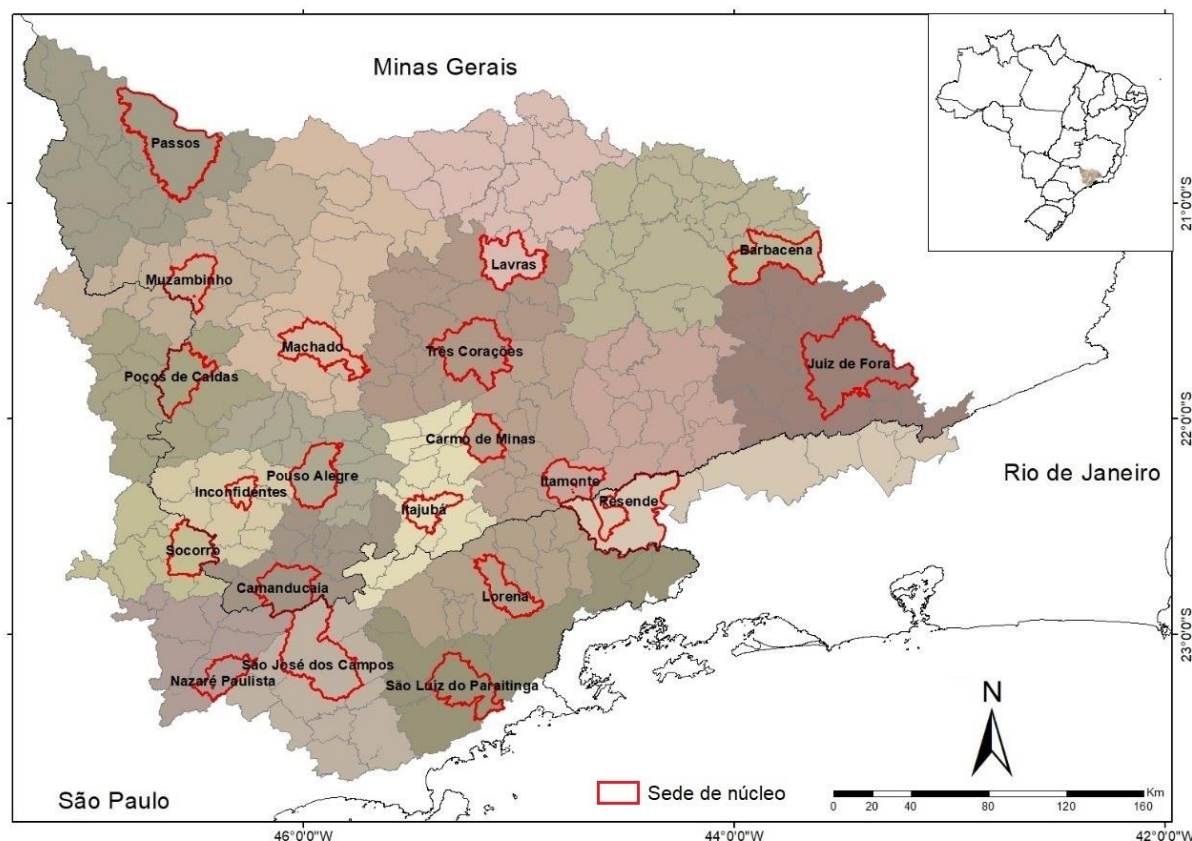 Minas Gerais
Passos
21°0'0"S
Barbacena
Lavras
Muzambinho
Machado
Três Corações
Juiz de Fora
Poços de Caldas
22°0'0"S
Carmo de Minas
Rio de Janeiro
Pouso Alegre
Itamonte
Inconfidentes
Resende
Itajubá
Socorro
Camanducaia
Lorena
23°0'0"S
São José dos Campos
Nazaré Paulista
São Luiz do Paraitinga
N
São Paulo
Sede de núcleo
Km
0 20 40 80 120 160
46°0'0"W
44°0'0"W
42°0'0"W